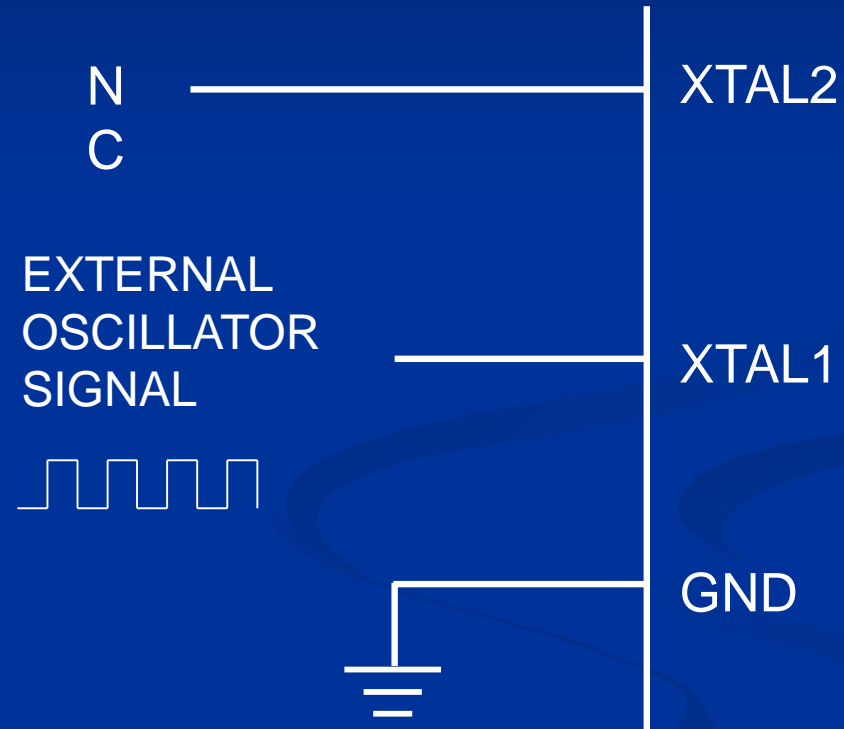 N XTAL2
C
EXTERNAL
OSCILLATOR
SIGNAL
XTAL1
GND